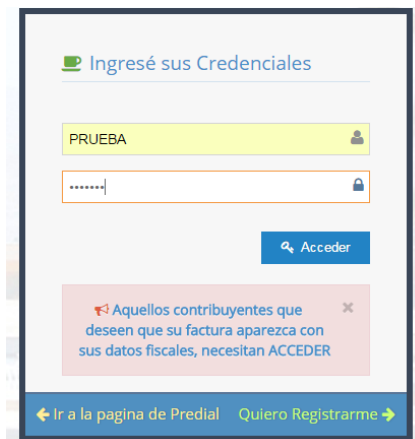 Ingresé sus Credenciales
PRUEBA
•••••••
Acceder
Aquellos contribuyentes que
deseen que su factura aparezca con
sus datos fiscales, necesitan ACCEDER
Ir a la pagina de Predial Quiero Registrarme